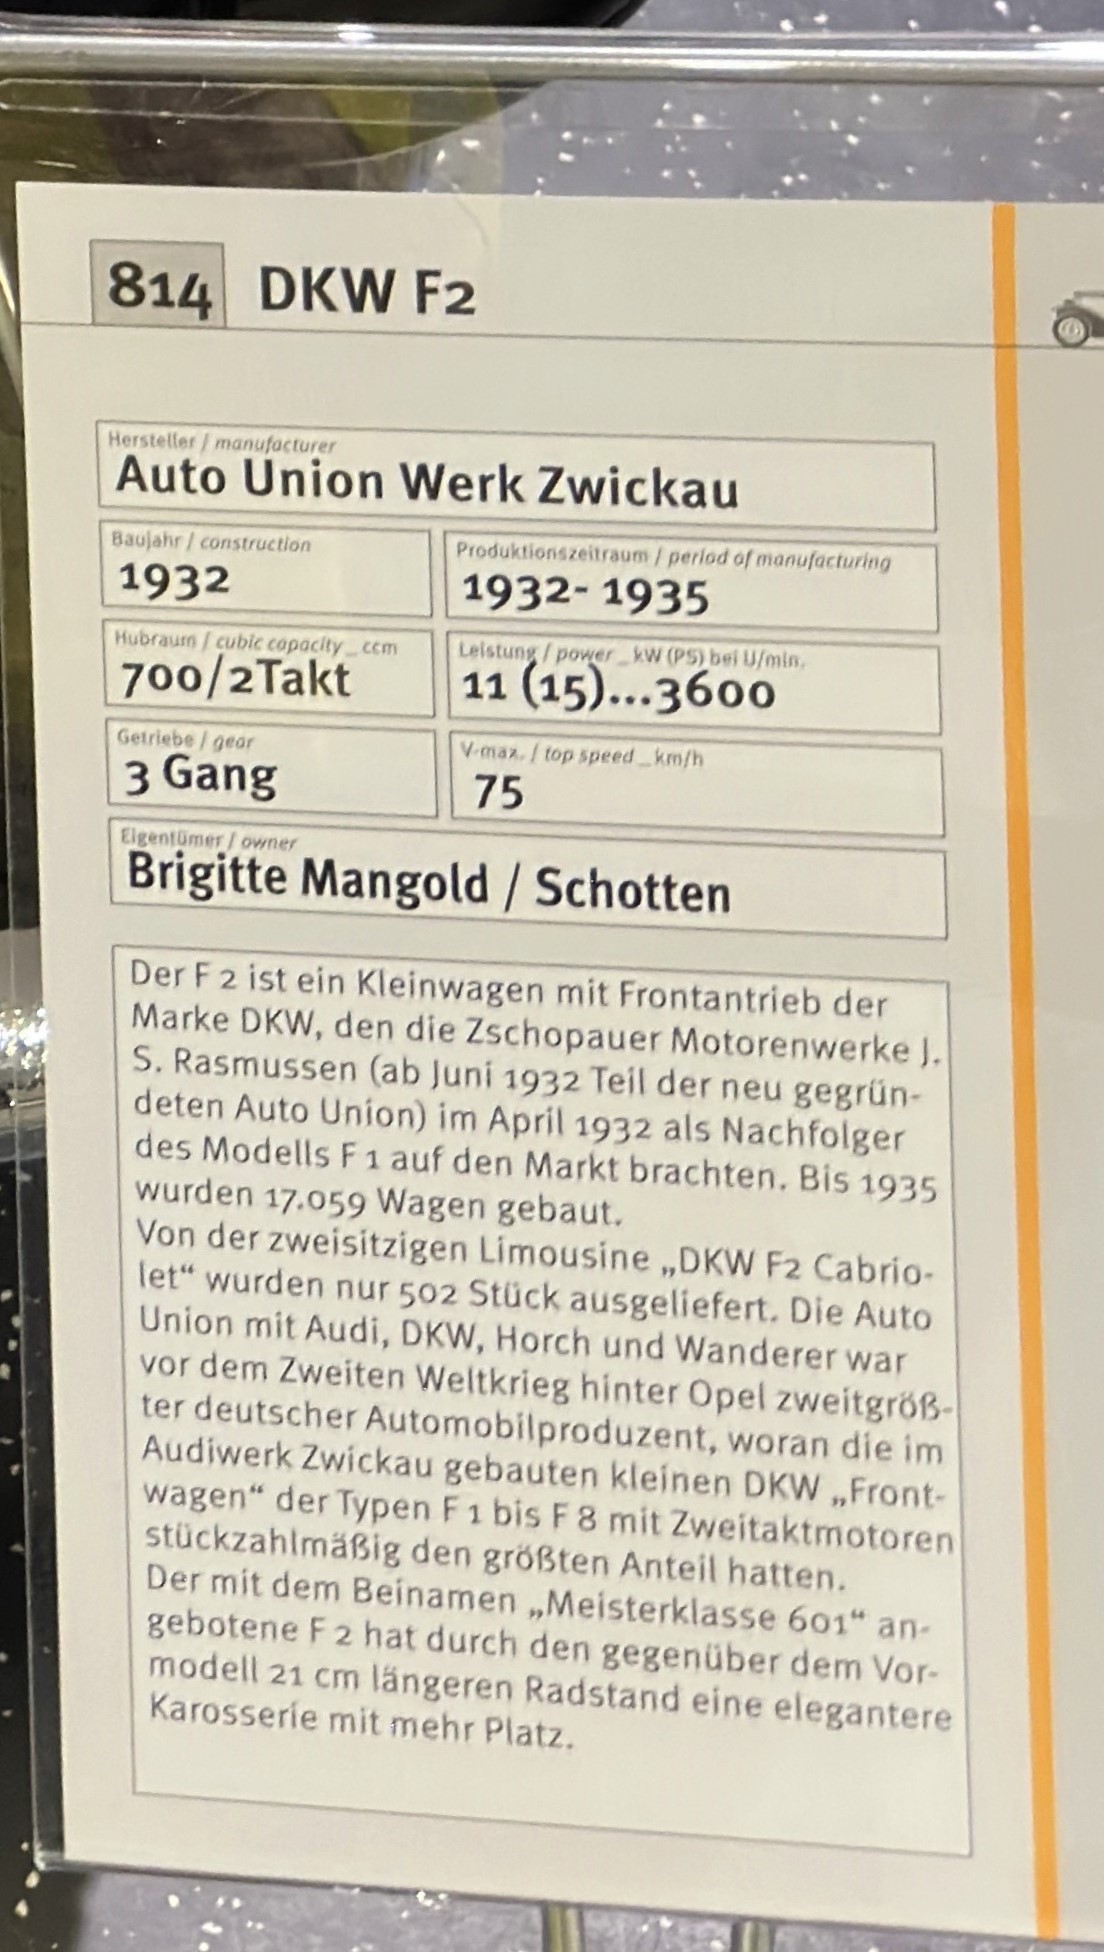 814 DKW F2
Hersteller / manufacturer
Auto Union Werk Zwickau
Baujahr / construction
1932
Produktionszeitraum / period of manufacturing
1932- 1935
Hubraum / cubic capacity _ ccm
700/2Takt
Leistung / power _ kW (PS) bei U/min.
11 (15)...3600
Getriebe / gear
3 Gang
V-max. / top speed _ km/h
75
Eigentümer / owner
Brigitte Mangold / Schotten
Der F 2 ist ein Kleinwagen mit Frontantrieb der
Marke DKW, den die Zschopauer Motorenwerke J.
S. Rasmussen (ab Juni 1932 Teil der neu gegrün-
deten Auto Union) im April 1932 als Nachfolger
des Modells F 1 auf den Markt brachten. Bis 1935
wurden 17.059 Wagen gebaut.
Von der zweisitzigen Limousine „DKW F2 Cabrio-
let“ wurden nur 502 Stück ausgeliefert. Die Auto
Union mit Audi, DKW, Horch und Wanderer war
vor dem Zweiten Weltkrieg hinter Opel zweitgröß-
ter deutscher Automobilproduzent, woran die im
Audiwerk Zwickau gebauten kleinen DKW „Front-
wagen“ der Typen F 1 bis F 8 mit Zweitaktmotoren
stückzahlmäßig den größten Anteil hatten.
Der mit dem Beinamen „Meisterklasse 601“ an-
gebotene F 2 hat durch den gegenüber dem Vor-
modell 21 cm längeren Radstand eine elegantere
Karosserie mit mehr Platz.